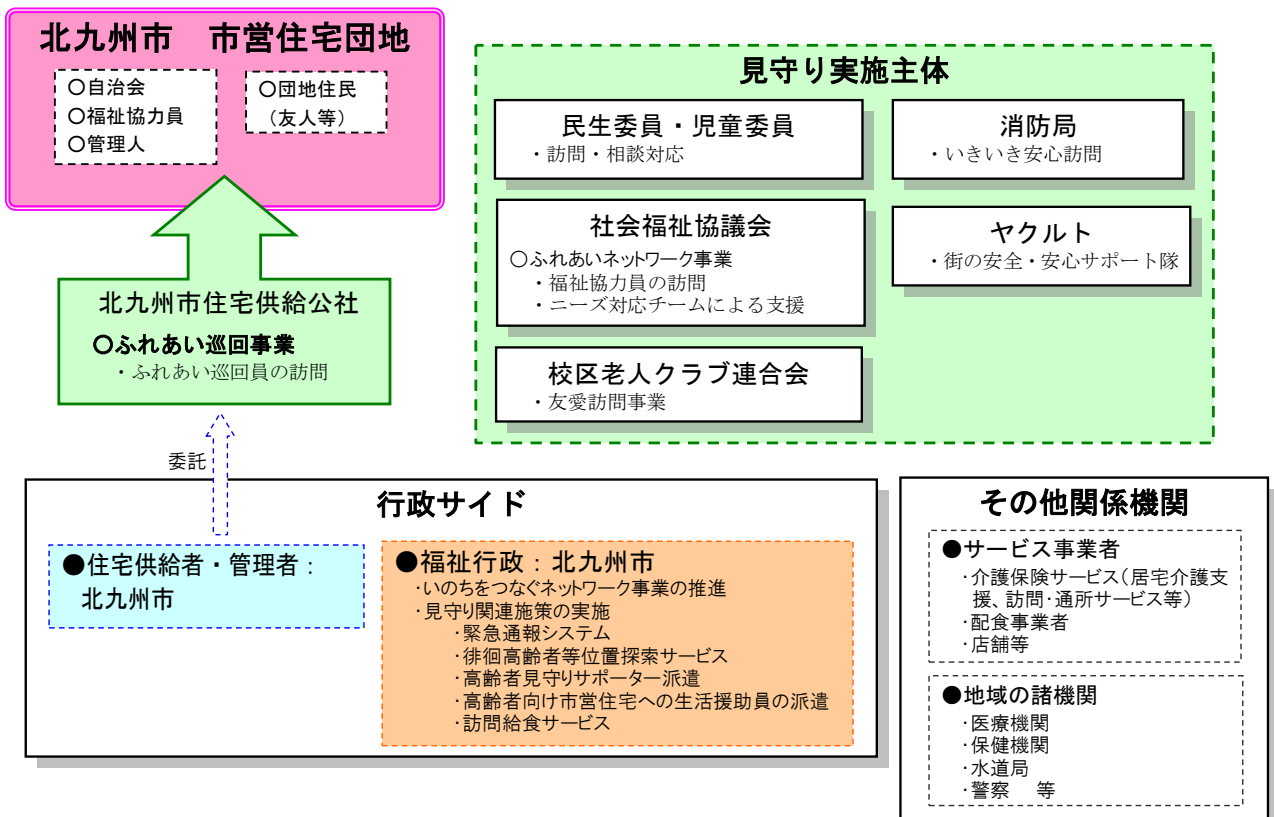 北九州市　市営住宅団地
○自治会
○福祉協力員
○管理人
○団地住民
（友人等）
北九州市住宅供給公社
○ふれあい巡回事業
・ふれあい巡回員の訪問
委託
見守り実施主体
民生委員・児童委員
・訪問・相談対応
消防局
・いきいき安心訪問
社会福祉協議会
○ふれあいネットワーク事業
・福祉協力員の訪問
・ニーズ対応チームによる支援
ヤクルト
・街の安全・安心サポート隊
校区老人クラブ連合会
・友愛訪問事業
行政サイド
●住宅供給者・管理者：
北九州市
●福祉行政：北九州市
・いのちをつなぐネットワーク事業の推進
・見守り関連施策の実施
・緊急通報システム
・徘徊高齢者等位置探索サービス
・高齢者見守りサポーター派遣
・高齢者向け市営住宅への生活援助員の派遣
・訪問給食サービス
その他関係機関
●サービス事業者
・介護保険サービス（居宅介護支
援、訪問・通所サービス等）
・配食事業者
・店舗等
●地域の諸機関
・医療機関
・保健機関
・水道局
・警察　等